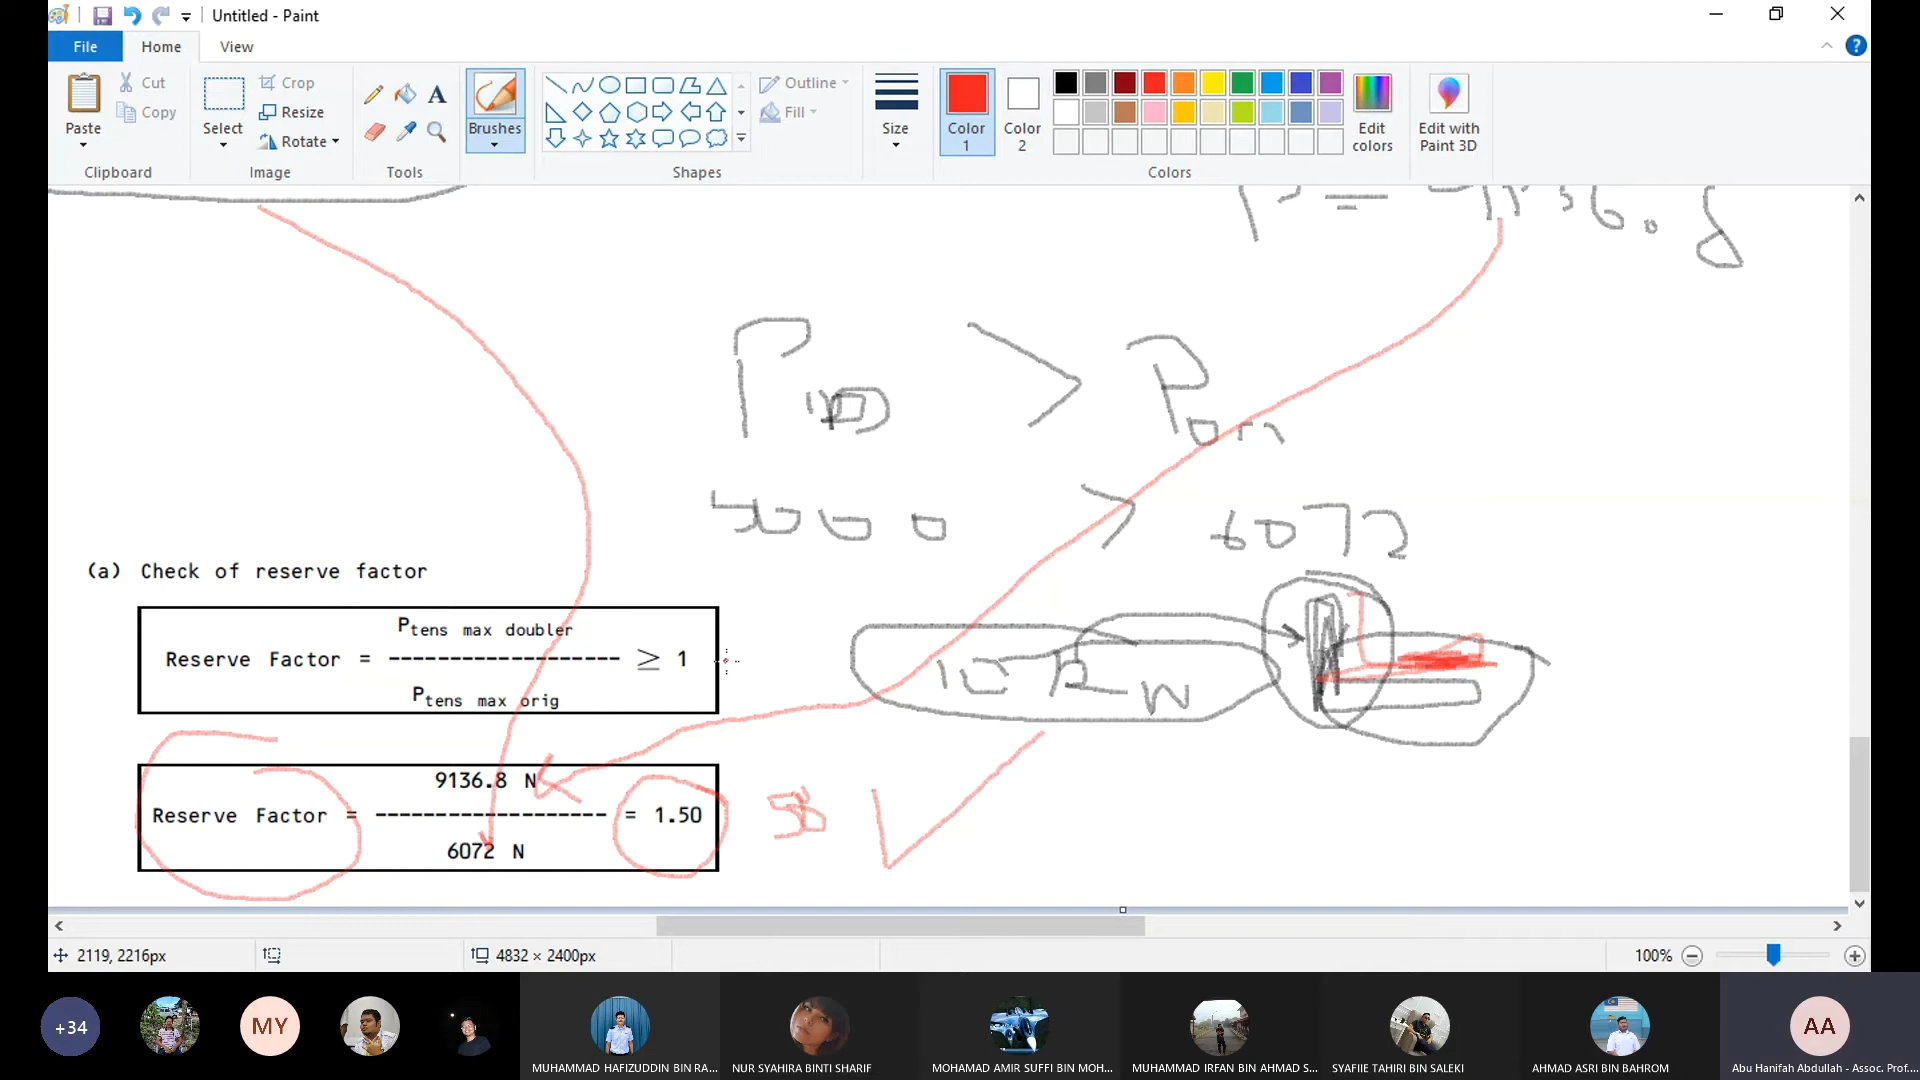 Untitled - Paint
File Home View
Paste Cut Copy Clipboard
Select Crop Resize Rotate Image
A Tools
Brushes
Outline Fill Shapes
Size
Color 1 Color 2
Edit colors Colors
Edit with Paint 3D
>
5000 > 6072
(a) Check of reserve factor
Ptens max doubler
Reserve Factor = -------------------- ≥ 1
Ptens max orig
9136.8 N
Reserve Factor = -------------------- = 1.50
6072 N
2119, 2216px 4832 × 2400px 100%
+34 MY AA
MUHAMMAD HAFIZUDDIN BIN RA... NUR SYAHIRA BINTI SHARIF MOHAMAD AMIR SUFFI BIN MOH... MUHAMMAD IRFAN BIN AHMAD S... SYAFIIE TAHIRI BIN SALEKI AHMAD ASRI BIN BAHROM Abu Hanifah Abdullah - Assoc. Prof....